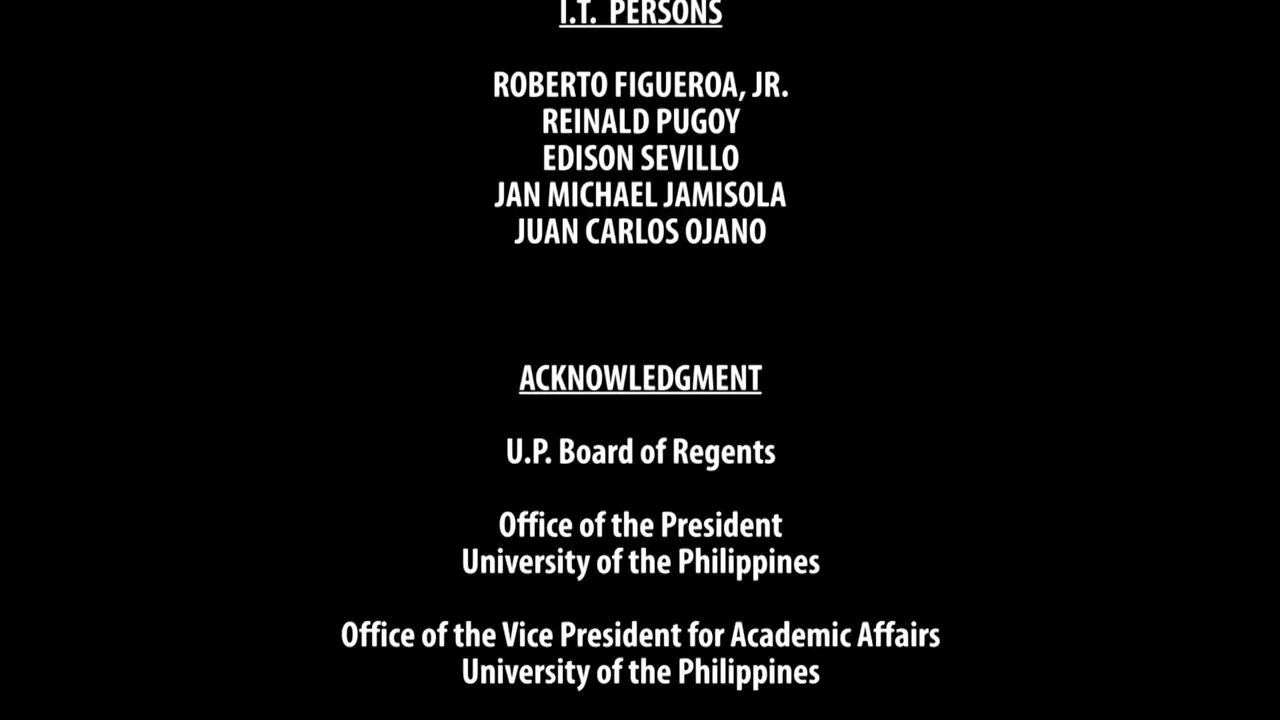 I.T. PERSONS
ROBERTO FIGUEROA, JR.
REINALD PUGOY
EDISON SEVILLO
JAN MICHAEL JAMISOLA
JUAN CARLOS OJANO
ACKNOWLEDGMENT
U.P. Board of Regents
Office of the President
University of the Philippines
Office of the Vice President for Academic Affairs
University of the Philippines